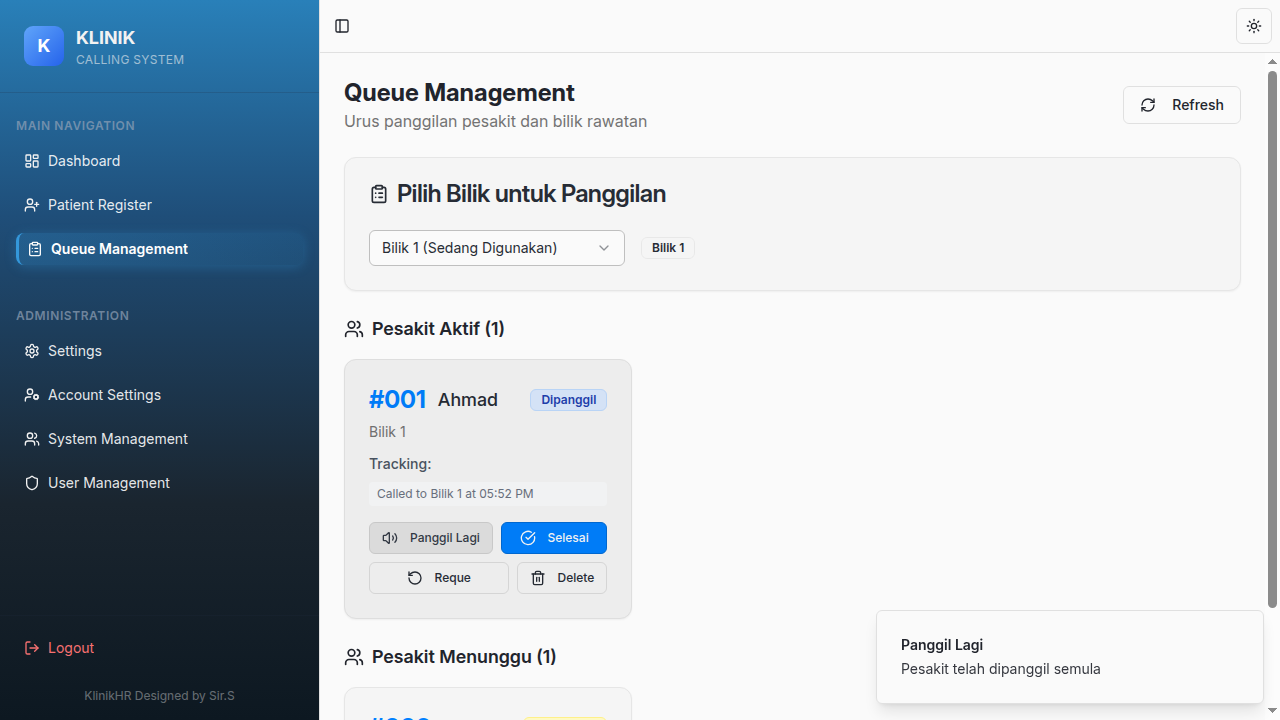 K
KLINIK
CALLING SYSTEM
MAIN NAVIGATION
Dashboard
Patient Register
Queue Management
ADMINISTRATION
Settings
Account Settings
System Management
User Management
Logout
KlinikHR Designed by Sir.S
Queue Management
Urus panggilan pesakit dan bilik rawatan
Refresh
Pilih Bilik untuk Panggilan
Bilik 1 (Sedang Digunakan)
Bilik 1
Pesakit Aktif (1)
#001 Ahmad
Dipanggil
Bilik 1
Tracking:
Called to Bilik 1 at 05:52 PM
Panggil Lagi
Selesai
Reque
Delete
Pesakit Menunggu (1)
Panggil Lagi
Pesakit telah dipanggil semula